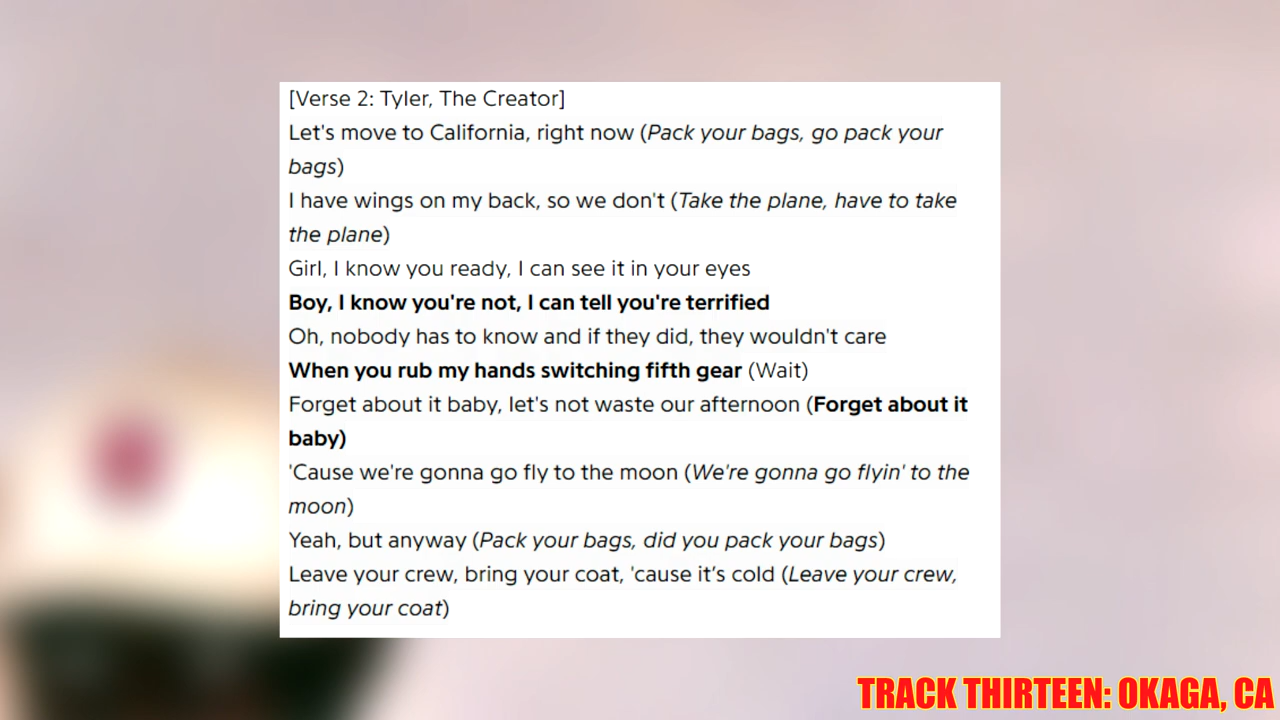 [Verse 2: Tyler, The Creator]
Let's move to California, right now (Pack your bags, go pack your
bags)
I have wings on my back, so we don't (Take the plane, have to take
the plane)
Girl, I know you ready, I can see it in your eyes
Boy, I know you're not, I can tell you're terrified
Oh, nobody has to know and if they did, they wouldn't care
When you rub my hands switching fifth gear (Wait)
Forget about it baby, let's not waste our afternoon (Forget about it
baby)
'Cause we're gonna go fly to the moon (We're gonna go flyin' to the
moon)
Yeah, but anyway (Pack your bags, did you pack your bags)
Leave your crew, bring your coat, 'cause it’s cold (Leave your crew,
bring your coat)
TRACK THIRTEEN: OKAGA, CA